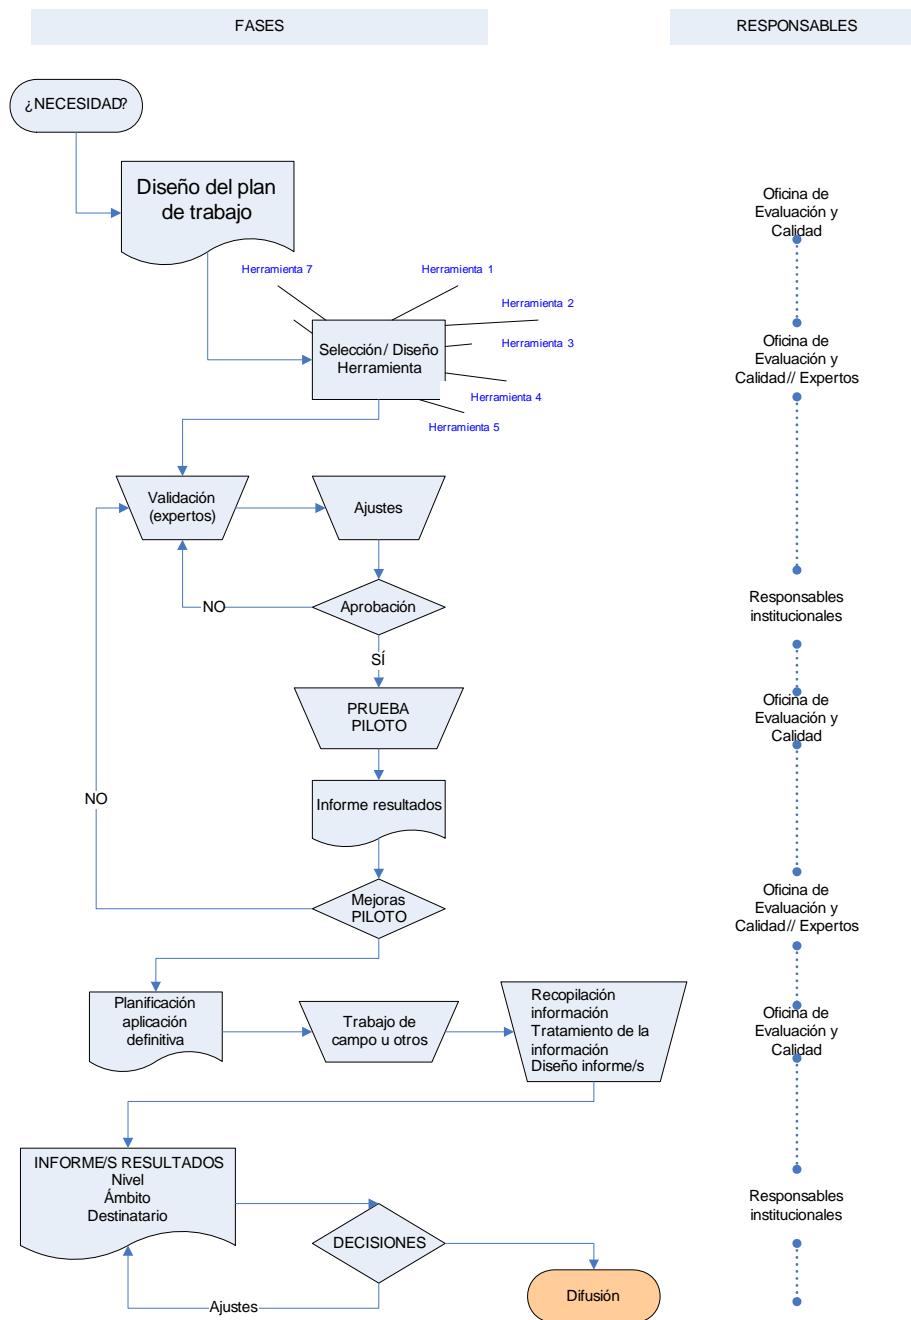 FASES
RESPONSABLES
¿NECESIDAD?
Diseño del plan
de trabajo
Oficina de
Evaluación y
Calidad
Herramienta 7
Herramienta 1
Herramienta 2
Herramienta 3
Herramienta 4
Herramienta 5
Selección/ Diseño
Herramienta
Oficina de
Evaluación y
Calidad// Expertos
Validación
(expertos)
Ajustes
Aprobación
NO
SÍ
Responsables
institucionales
PRUEBA
PILOTO
Oficina de
Evaluación y
Calidad
Informe resultados
NO
Mejoras
PILOTO
Oficina de
Evaluación y
Calidad// Expertos
Planificación
aplicación
definitiva
Trabajo de
campo u otros
Recopilación
información
Tratamiento de la
información
Diseño informe/s
Oficina de
Evaluación y
Calidad
INFORME/S RESULTADOS
Nivel
Ámbito
Destinatario
Responsables
institucionales
DECISIONES
Ajustes
Difusión